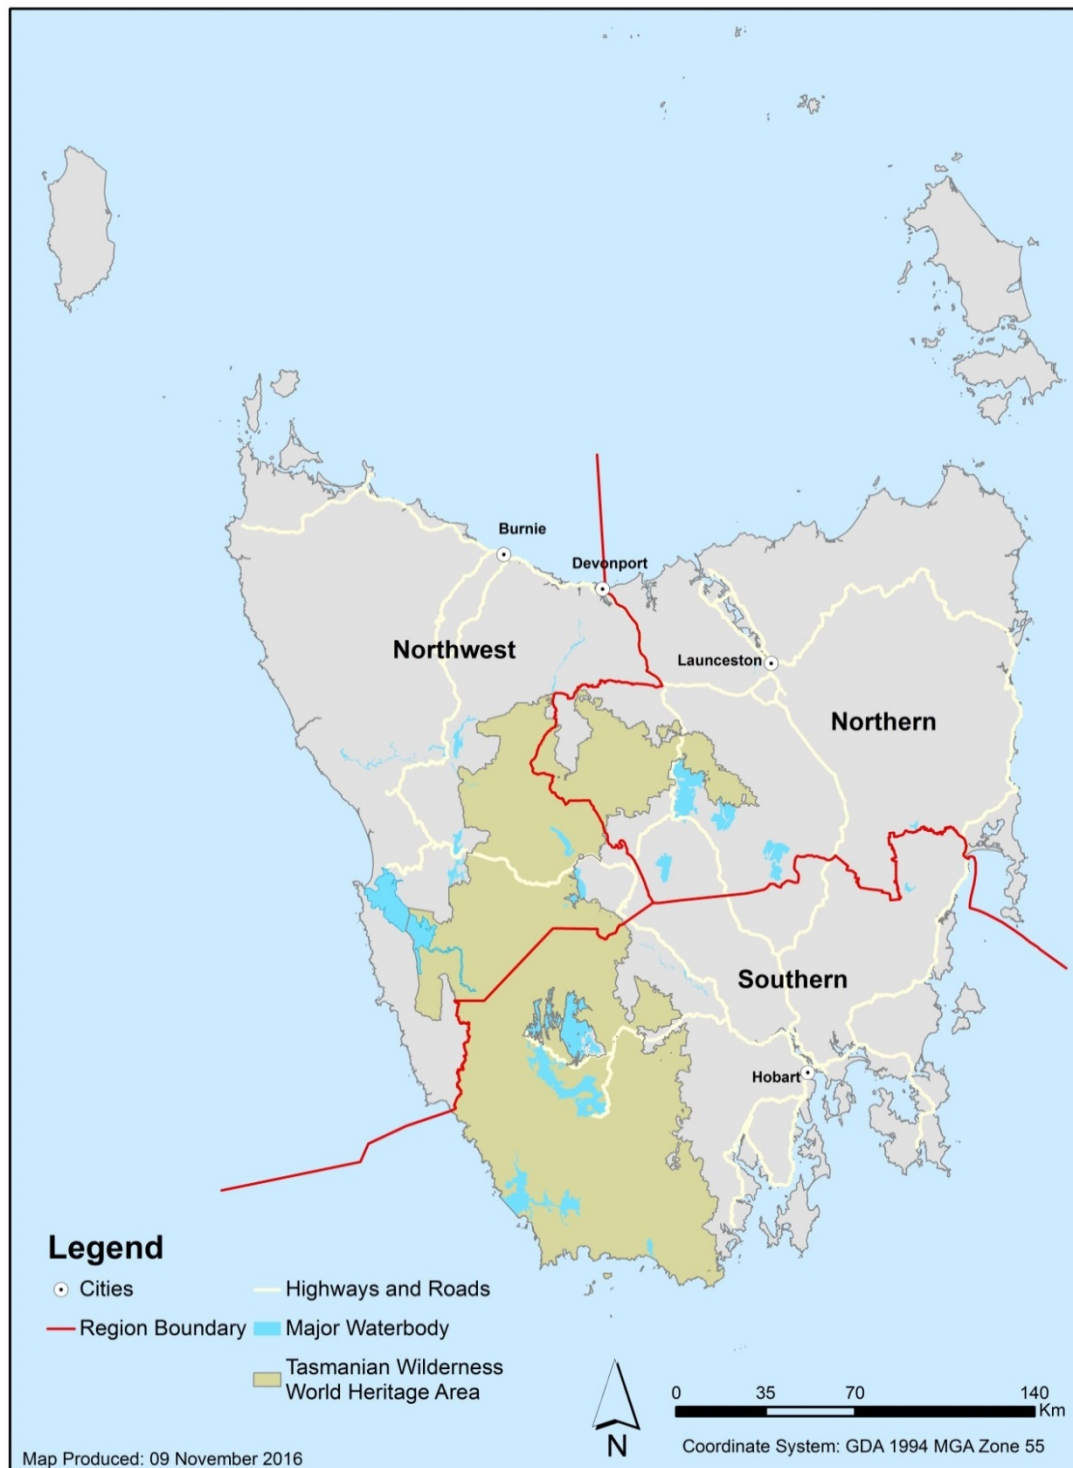 Burnie
Devonport
Northwest
Launceston
Northern
Southern
Hobart
Legend
Cities
Highways and Roads
Region Boundary
Major Waterbody
Tasmanian Wilderness
World Heritage Area
N
0 35 70 140
Km
Coordinate System: GDA 1994 MGA Zone 55
Map Produced: 09 November 2016